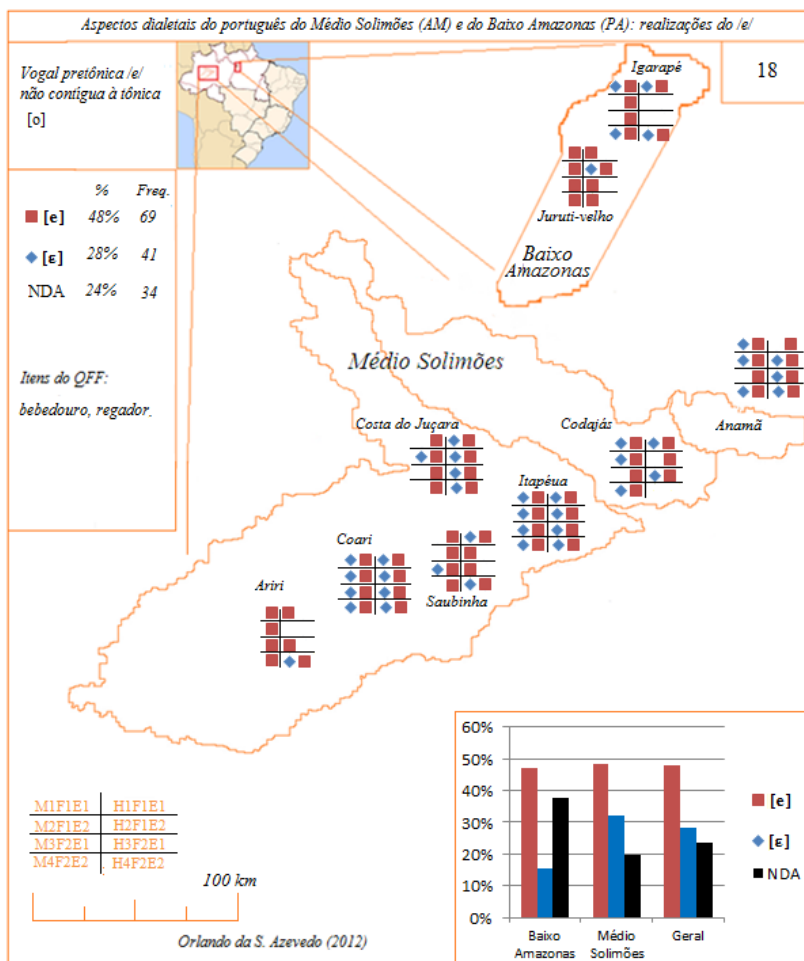 Aspectos dialetais do português do Médio Solimões (AM) e do Baixo Amazonas (PA): realizações do /e/
Vogal pretônica /e/
não contígua à tônica
[o]
18
% Freq.
[e] 48% 69
[ɛ] 28% 41
NDA 24% 34
Itens do QFF:
bebedouro, regador.
Igarapé
Juruti-velho
Baixo
Amazonas
Médio Solimões
Anamã
Costa do Juçara
Codajás
Itapéua
Coari
Saubinha
Ariri
M1F1E1 H1F1E1
M2F1E2 H2F1E2
M3F2E1 H3F2E1
M4F2E2 H4F2E2
100 km
Orlando da S. Azevedo (2012)
60%
50%
40%
30%
20%
10%
0%
Baixo
Amazonas
Médio
Solimões
Geral
[e]
[ɛ]
NDA